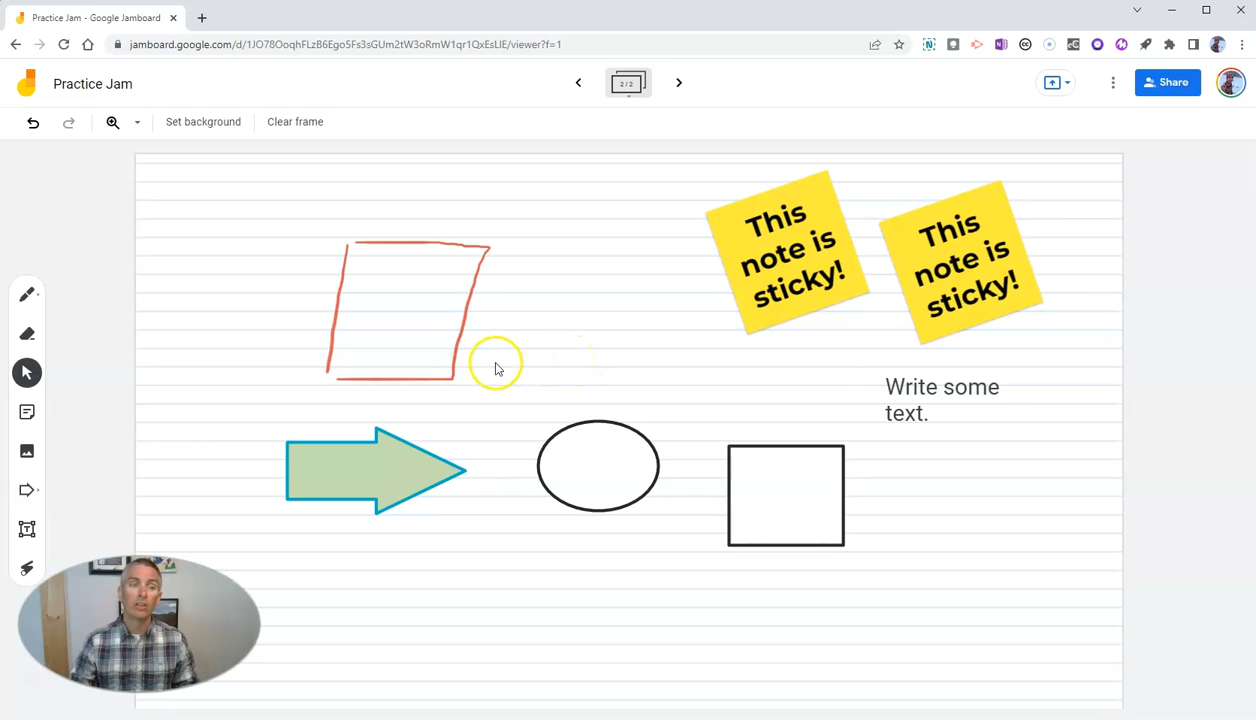 Practice Jam - Google Jamboard
jamboard.google.com/d/1JO78OoqhFLzB6Ego5Fs3sGUm2tW3oRmW1qr1QxEsLlE/viewer?f=1
Practice Jam
2 / 2
Share
Set background
Clear frame
This
note is
sticky!
This
note is
sticky!
Write some
text.